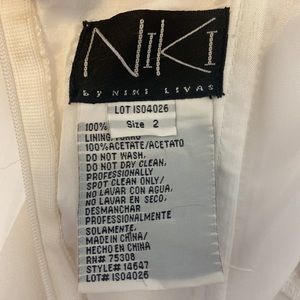 NIKI
by NIKI LIVAS
LOT IS04026
Size 2
100%
LINING, FORRO
100%ACETATE/ACETATO
DO NOT WASH,
DO NOT DRY CLEAN,
PROFESSIONALLY
SPOT CLEAN ONLY/
NO LAVAR CON AGUA,
NO LAVAR EN SECO,
DESMANCHAR
PROFESSIONALMENTE
SOLAMENTE,
MADE IN CHINA/
HECHO EN CHINA
RN# 75308
STYLE# 14647
LOT# IS04026